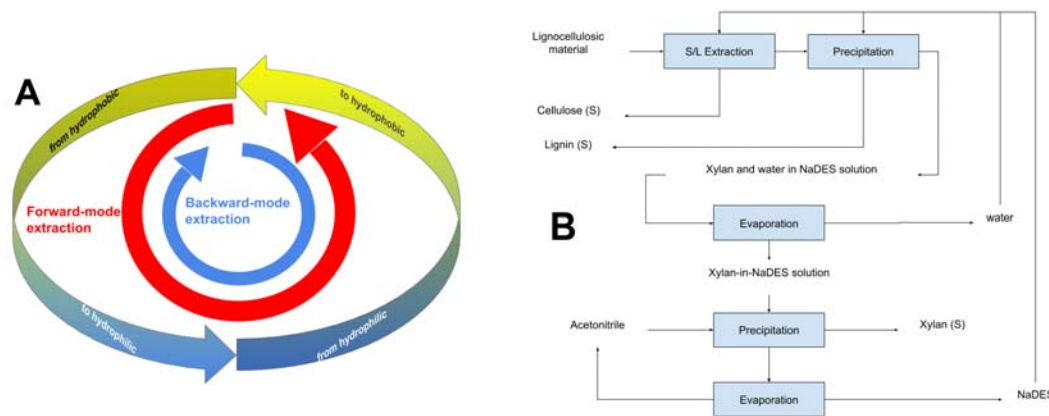 A
from hydrophobic
to hydrophobic
Forward-mode
extraction
Backward-mode
extraction
to hydrophilic
from hydrophilic
B
Lignocellulosic
material
S/L Extraction
Precipitation
Cellulose (S)
Lignin (S)
Xylan and water in NaDES solution
Evaporation
water
Xylan-in-NaDES solution
Acetonitrile
Precipitation
Xylan (S)
Evaporation
NaDES